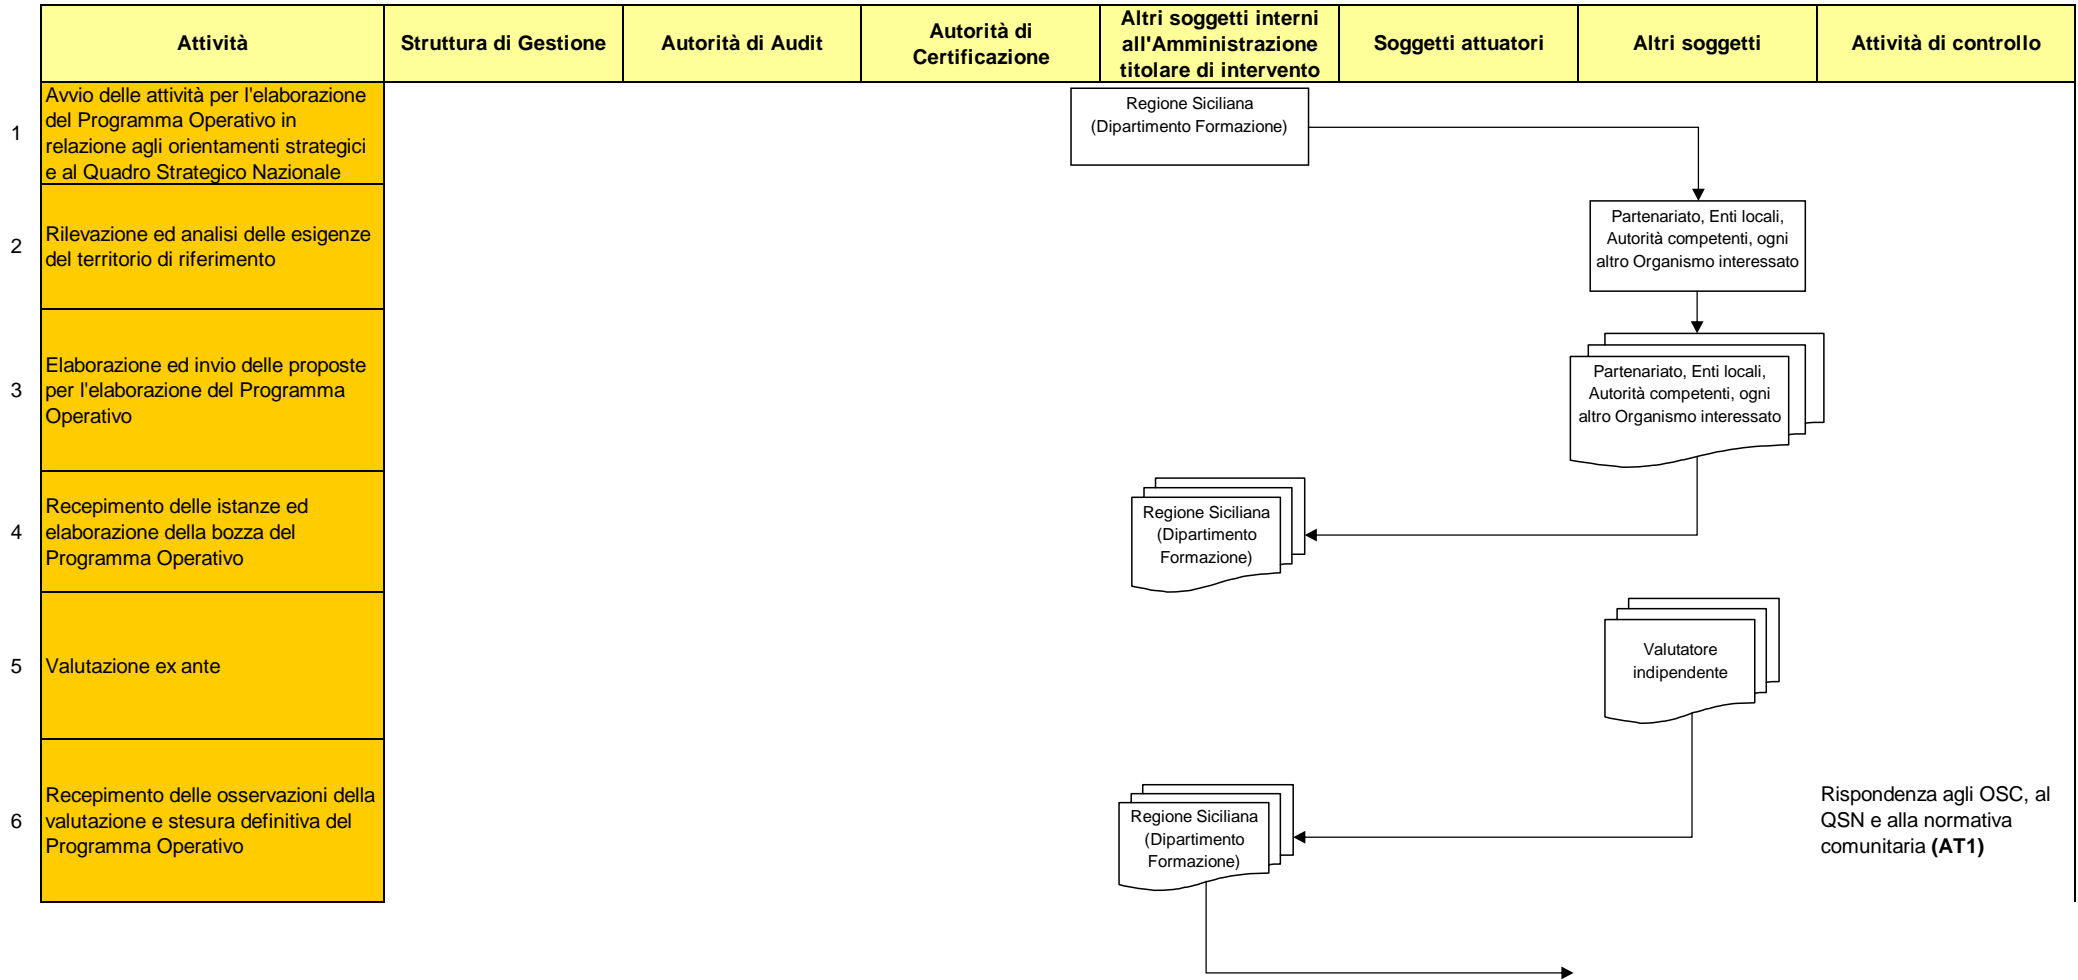 Attività
Struttura di Gestione
Autorità di Audit
Autorità di
Certificazione
Altri soggetti interni
all'Amministrazione
titolare di intervento
Soggetti attuatori
Altri soggetti
Attività di controllo
1
Avvio delle attività per l'elaborazione
del Programma Operativo in
relazione agli orientamenti strategici
e al Quadro Strategico Nazionale
Regione Siciliana
(Dipartimento Formazione)
2
Rilevazione ed analisi delle esigenze
del territorio di riferimento
Partenariato, Enti locali,
Autorità competenti, ogni
altro Organismo interessato
3
Elaborazione ed invio delle proposte
per l'elaborazione del Programma
Operativo
Partenariato, Enti locali,
Autorità competenti, ogni
altro Organismo interessato
4
Recepimento delle istanze ed
elaborazione della bozza del
Programma Operativo
Regione Siciliana
(Dipartimento
Formazione)
5
Valutazione ex ante
Valutatore
indipendente
6
Recepimento delle osservazioni della
valutazione e stesura definitiva del
Programma Operativo
Regione Siciliana
(Dipartimento
Formazione)
Rispondenza agli OSC, al
QSN e alla normativa
comunitaria (AT1)